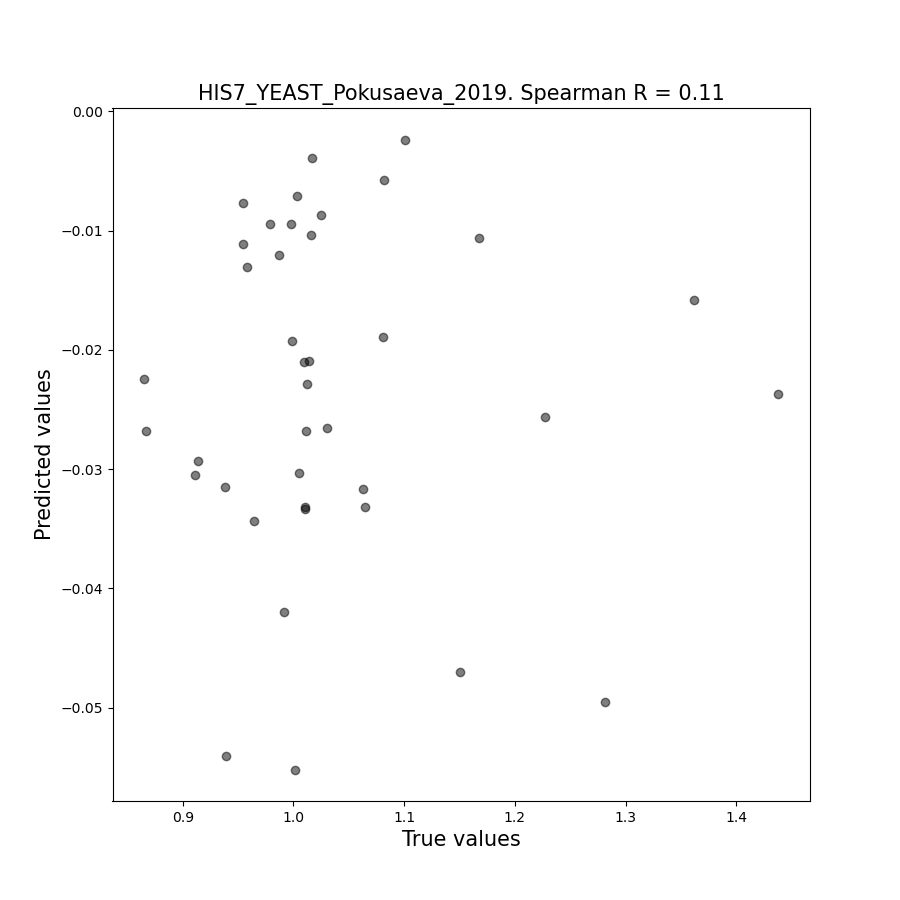 HIS7_YEAST_Pokusaeva_2019. Spearman R = 0.11
0.00
−0.01
−0.02
−0.03
−0.04
−0.05
Predicted values
0.9 1.0 1.1 1.2 1.3 1.4
True values